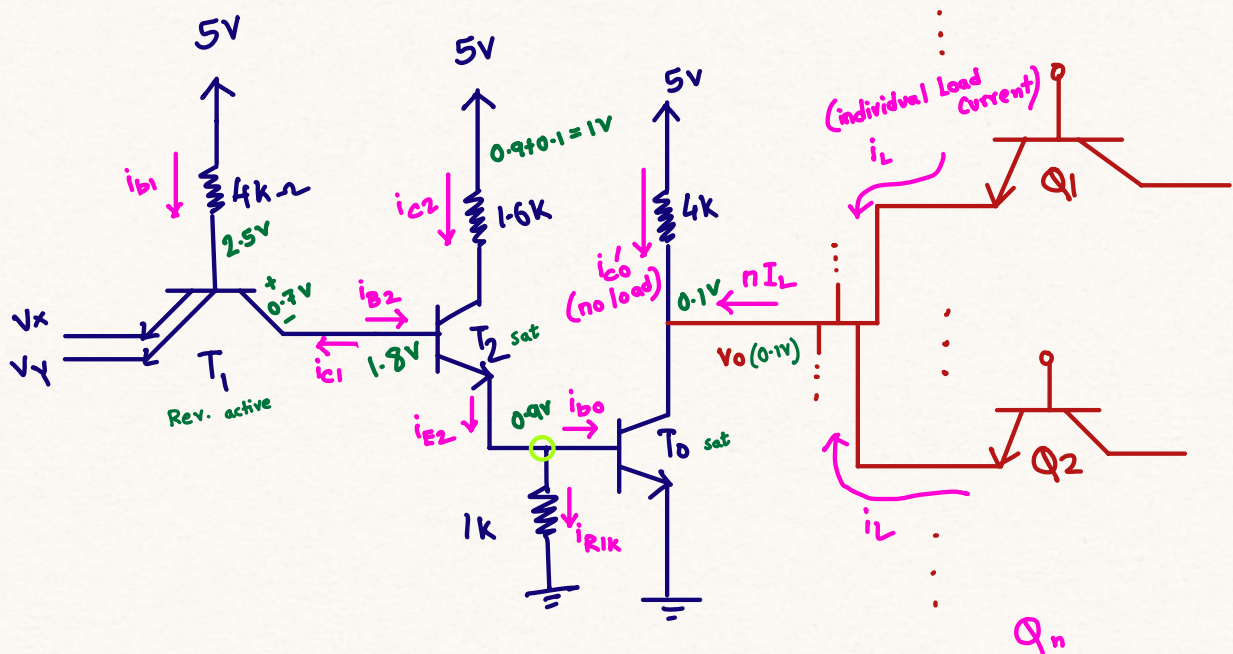 5V
5V
5V
(individual Load
Current)
iL
ib1
4KΩ
2.5V
+
0.7V
-
0.9+0.1=1V
ic2
1.6K
4K
ic0'
(no load)
0.1V
nIL
Q1
Vx
VY
T1
Rev. active
iB2
ic1
1.8V
T2 sat
Vo (0.1V)
iE2
0.9V
ib0
T0 sat
1K
iR1K
iL
Q2
Qn